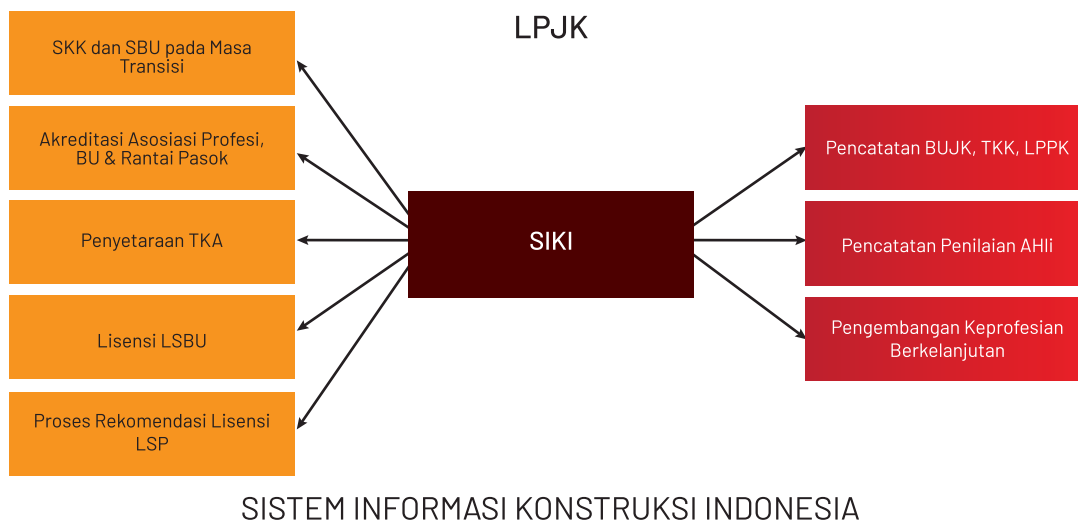 LPJK
SKK dan SBU pada Masa
Transisi
Akreditasi Asosiasi Profesi,
BU & Rantai Pasok
Penyetaraan TKA
Lisensi LSBU
Proses Rekomendasi Lisensi
LSP
SIKI
Pencatatan BUJK, TKK, LPPK
Pencatatan Penilaian AHli
Pengembangan Keprofesian
Berkelanjutan
SISTEM INFORMASI KONSTRUKSI INDONESIA